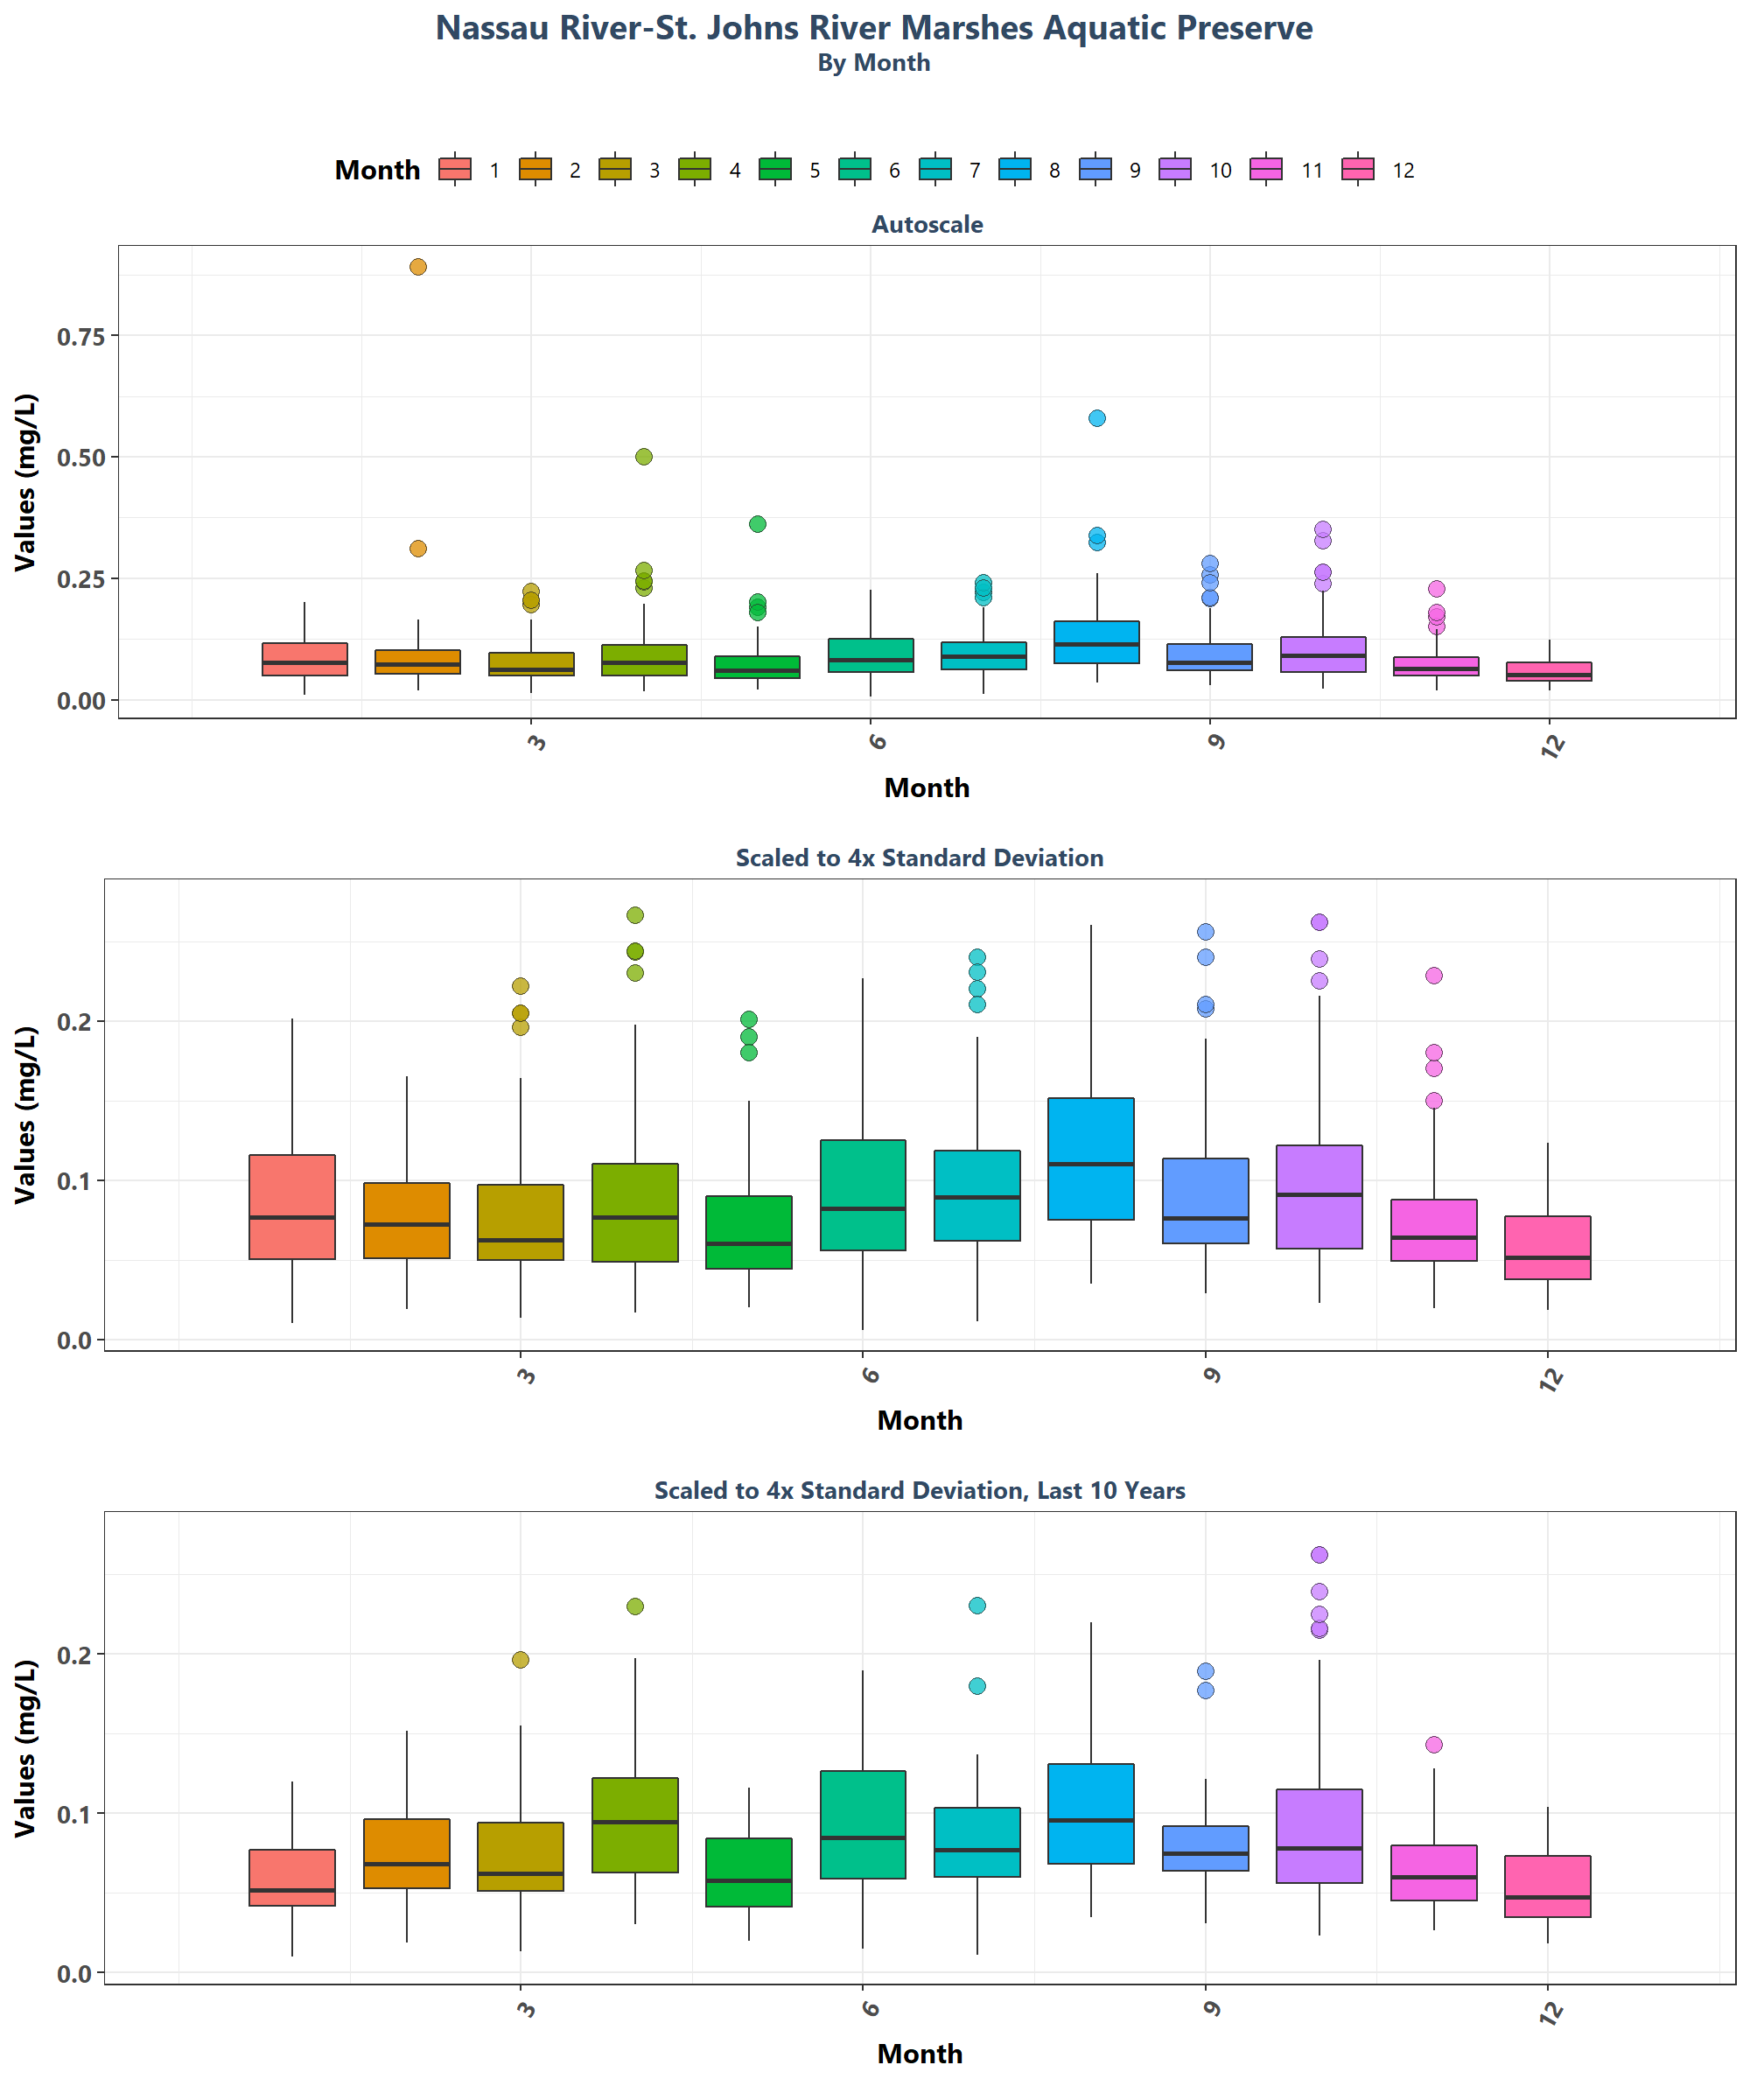 Nassau River-St. Johns River Marshes Aquatic Preserve
By Month
Month 1 2 3 4 5 6 7 8 9 10 11 12
Autoscale
Values (mg/L)
0.75
0.50
0.25
0.00
3 6 9 12
Month
Scaled to 4x Standard Deviation
Values (mg/L)
0.2
0.1
0.0
3 6 9 12
Month
Scaled to 4x Standard Deviation, Last 10 Years
Values (mg/L)
0.2
0.1
0.0
3 6 9 12
Month